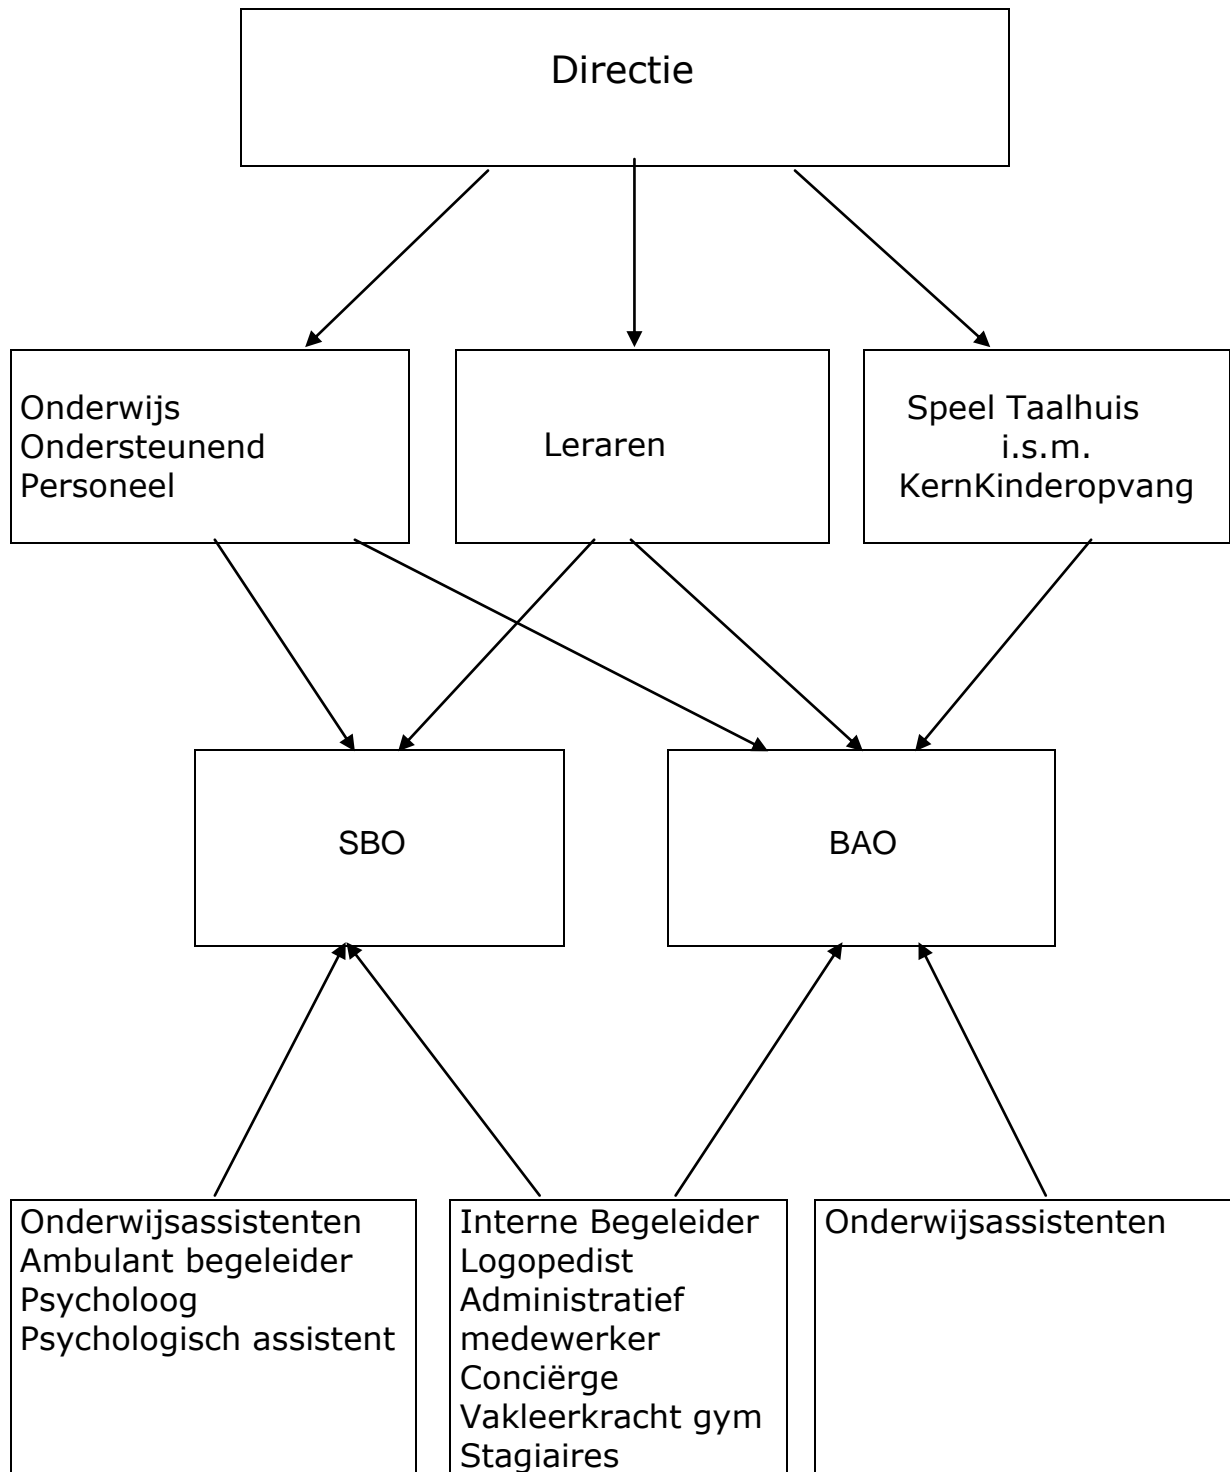 Directie
Onderwijs
Ondersteunend
Personeel
Leraren
Speel Taalhuis
i.s.m.
KernKinderopvang
SBO
BAO
Onderwijsassistenten
Ambulant begeleider
Psycholoog
Psychologisch assistent
Interne Begeleider
Logopedist
Administratief
medewerker
Conciërge
Vakleerkracht gym
Stagiaires
Onderwijsassistenten